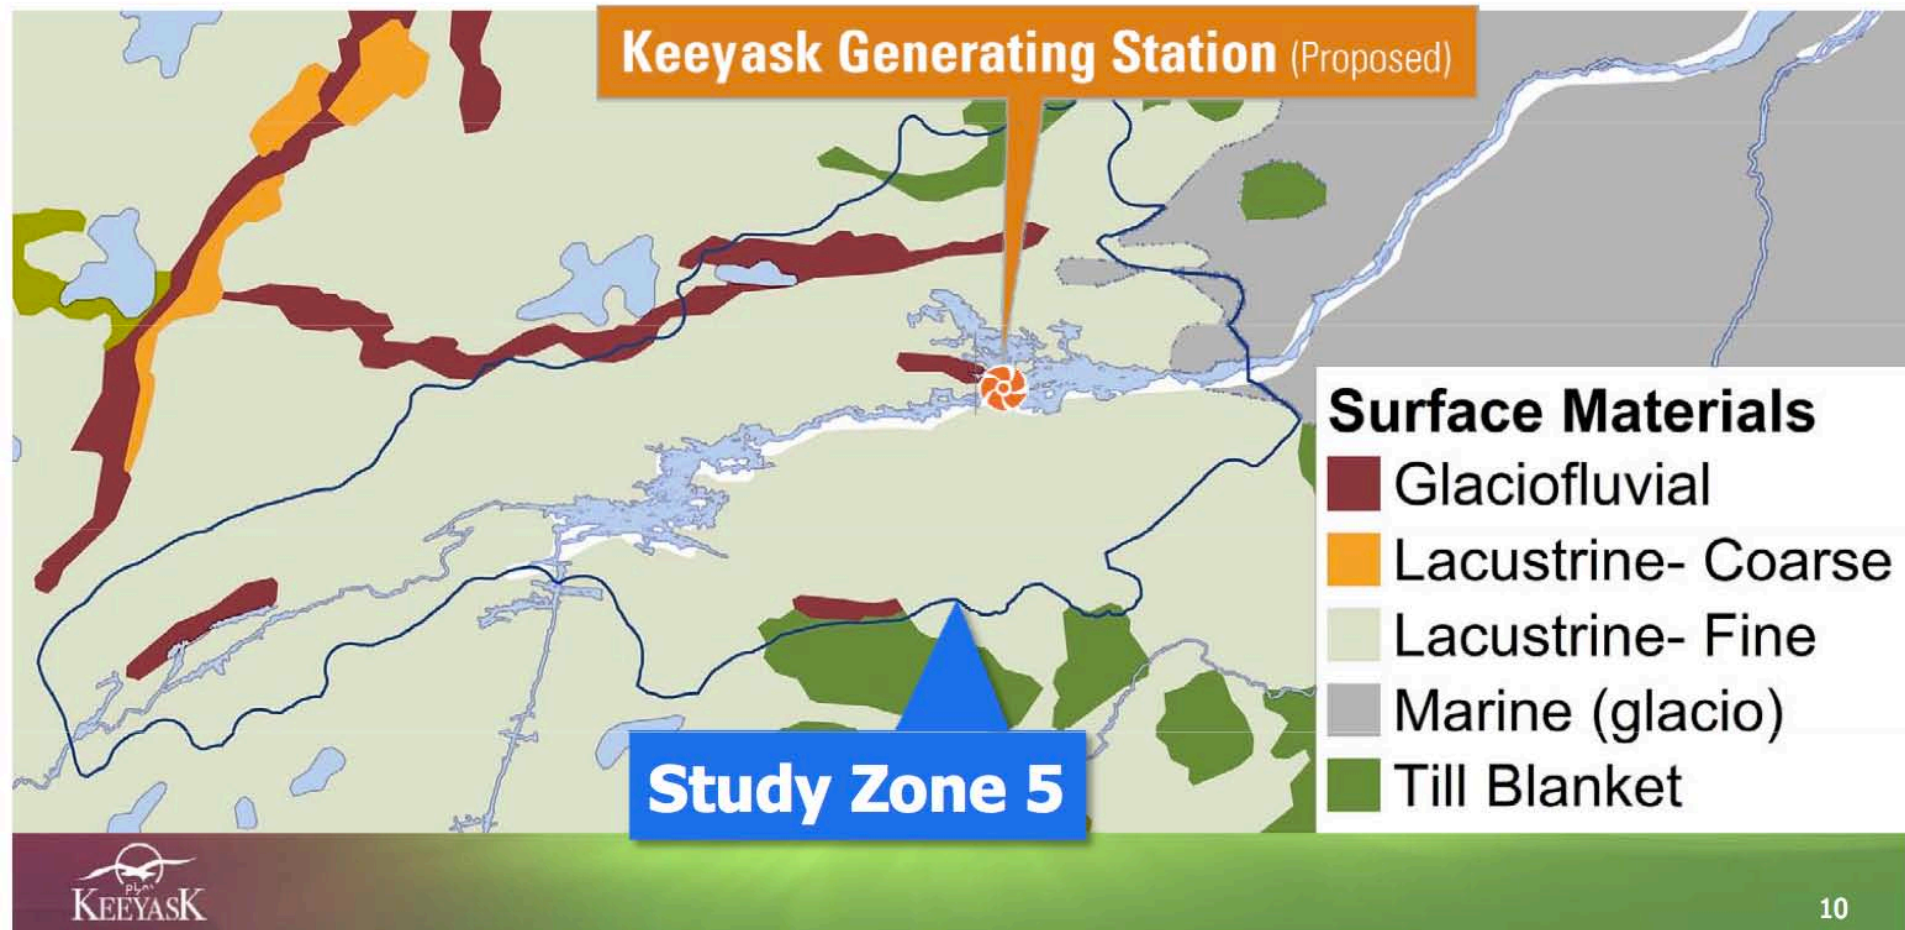 Keeyask Generating Station (Proposed)
Surface Materials
Glaciofluvial
Lacustrine- Coarse
Lacustrine- Fine
Marine (glacio)
Till Blanket
Study Zone 5
KEEYASK
10